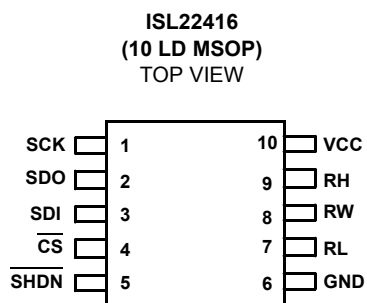 ISL22416
(10 LD MSOP)
TOP VIEW
SCK 1 10 VCC
SDO 2 9 RH
SDI 3 8 RW
CS 4 7 RL
SHDN 5 6 GND